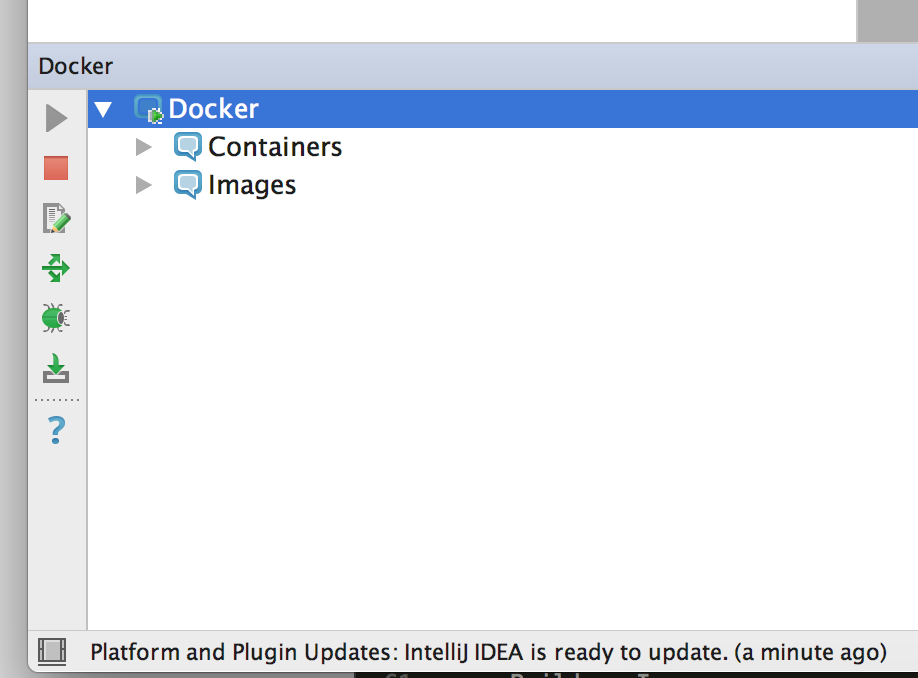 Docker
Docker
Containers
Images
?
Platform and Plugin Updates: IntelliJ IDEA is ready to update. (a minute ago)